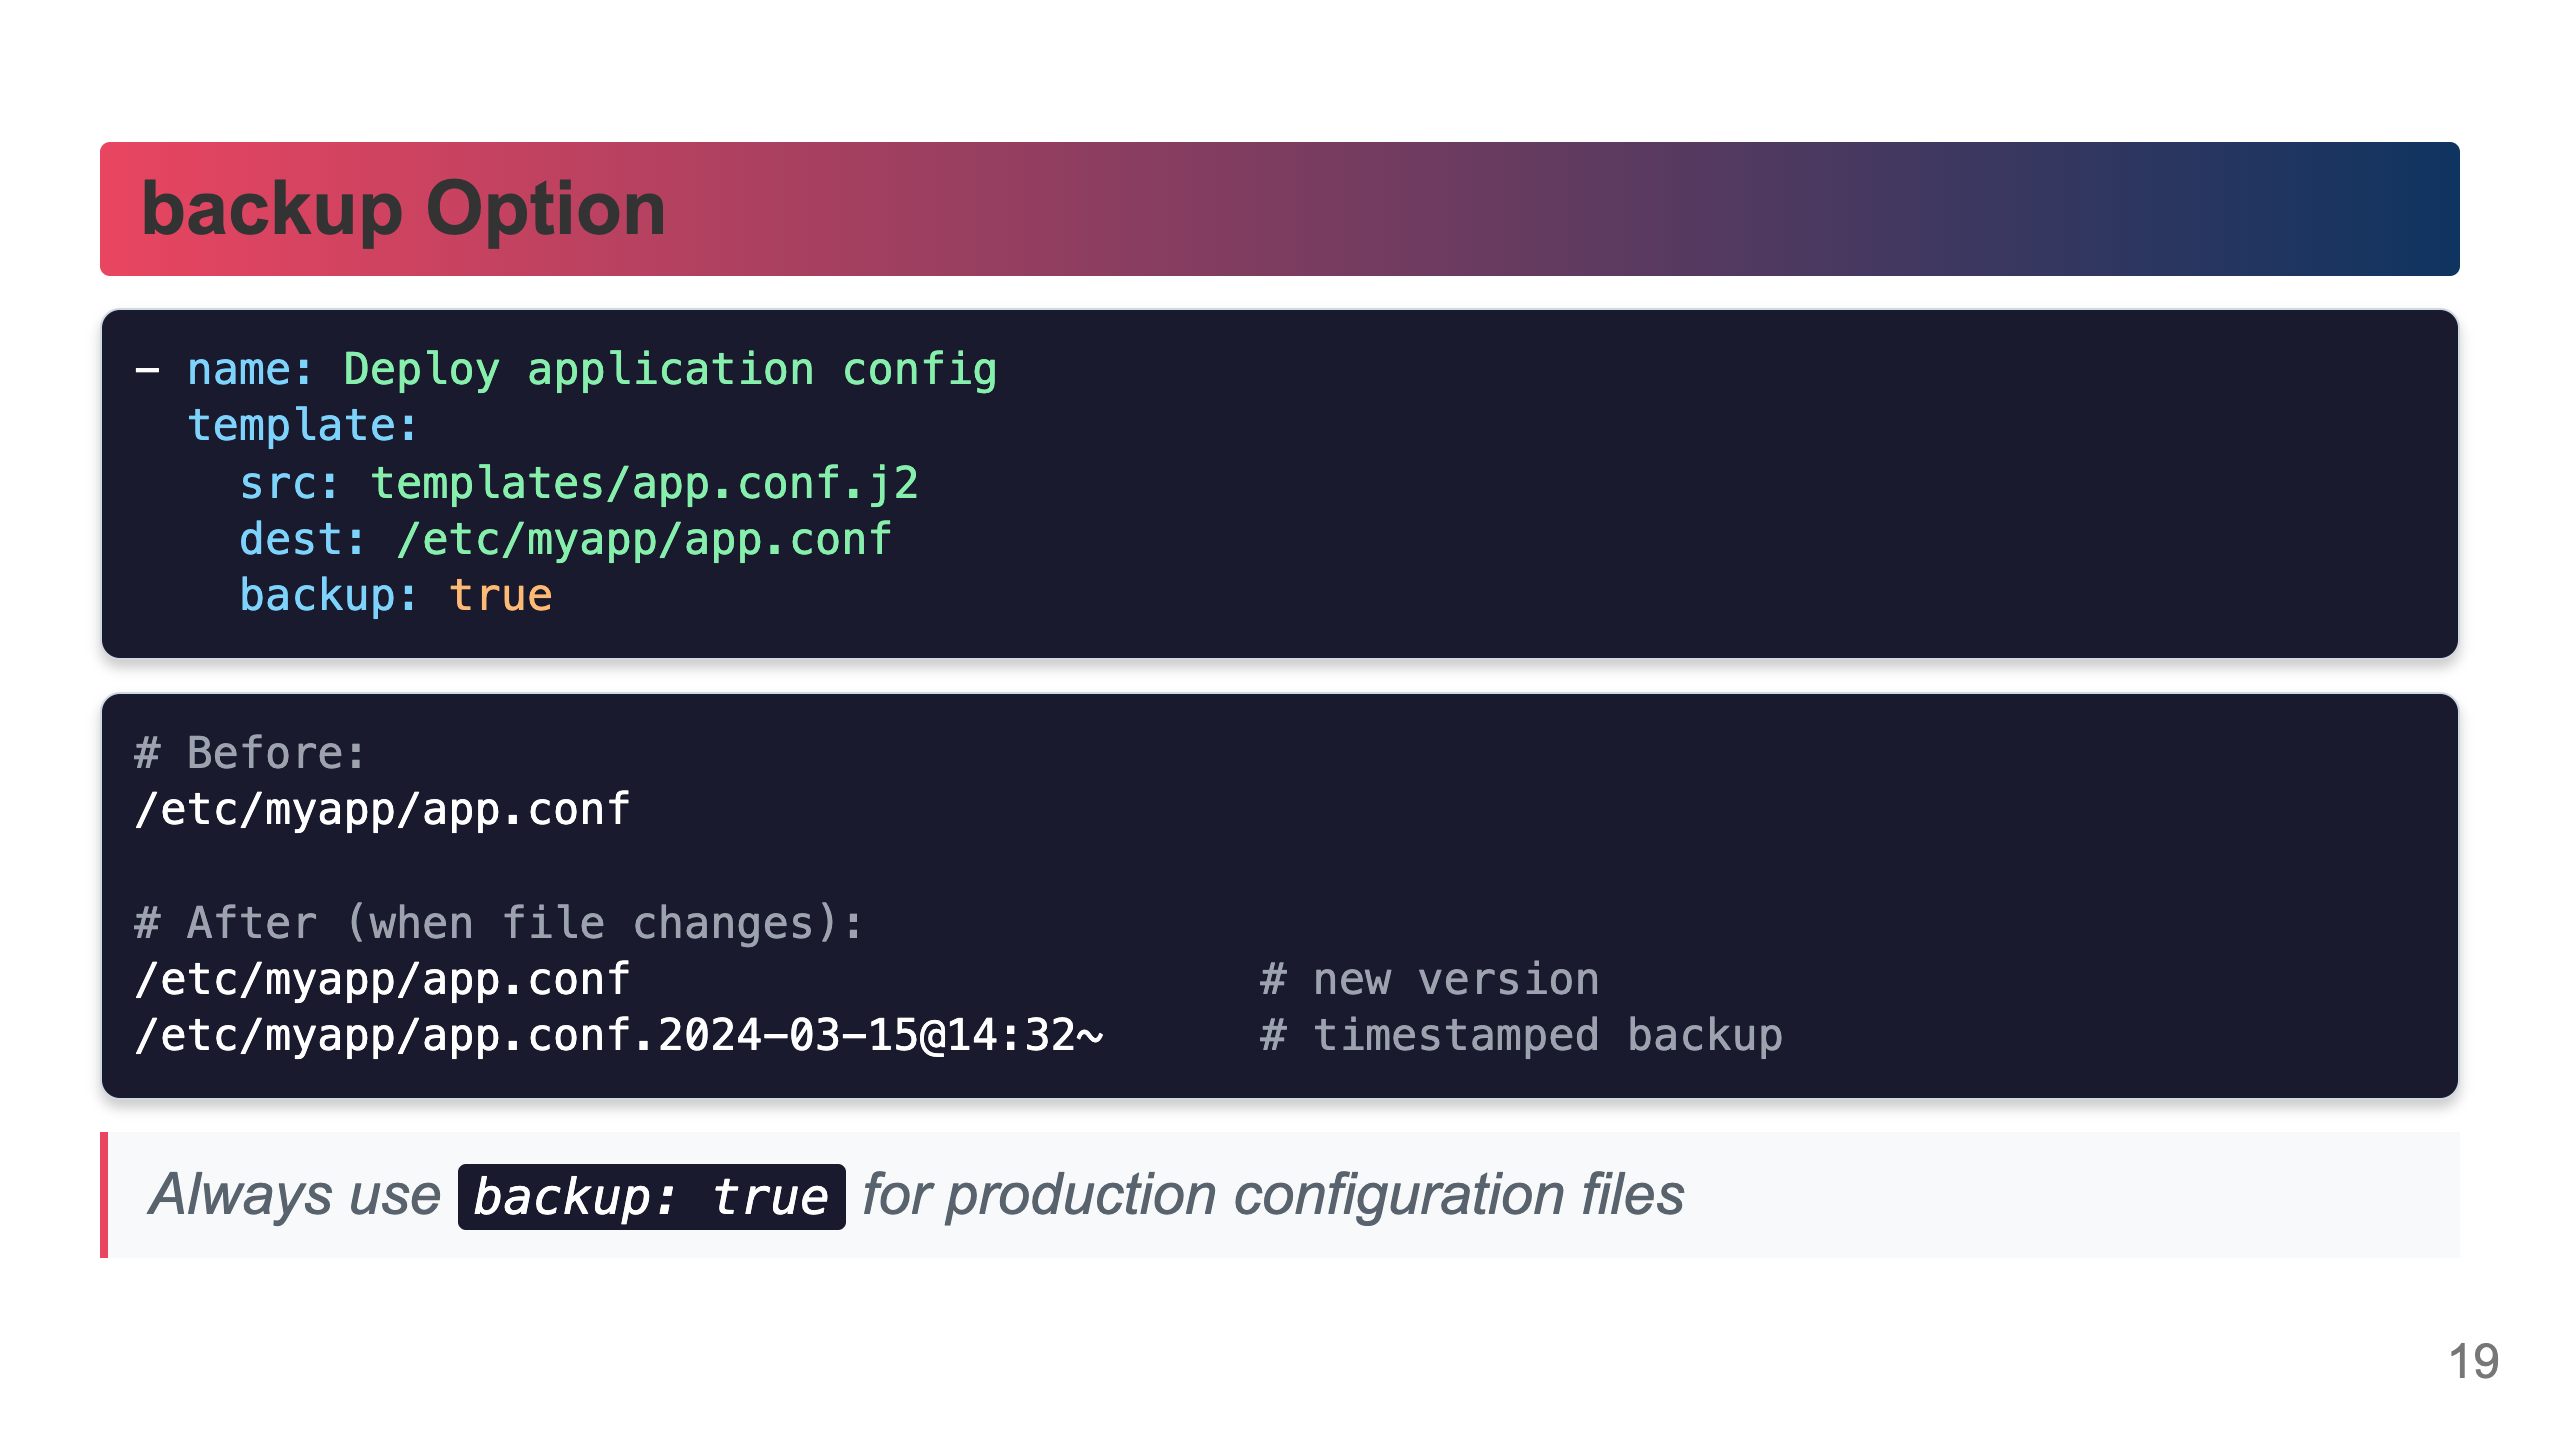 backup Option
- name: Deploy application config
  template:
    src: templates/app.conf.j2
    dest: /etc/myapp/app.conf
    backup: true
# Before:
/etc/myapp/app.conf
# After (when file changes):
/etc/myapp/app.conf                        # new version
/etc/myapp/app.conf.2024-03-15@14:32~      # timestamped backup
Always use backup: true for production configuration files
19